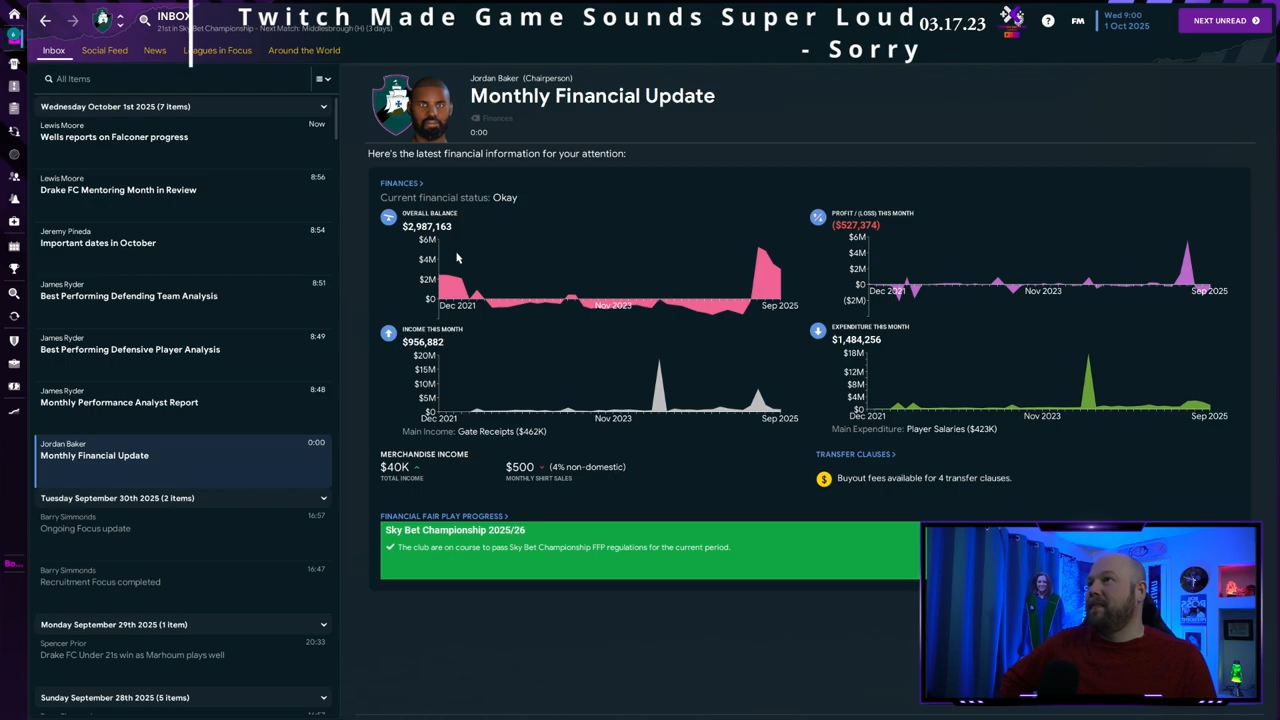 INBOX
21st in Sky Bet Championship - Next Match: Middlesbrough (H) (3 days)
Twitch Made Game Sounds Super Loud
- Sorry
03.17.23
FM
Wed 9:00
1 Oct 2025
NEXT UNREAD
Inbox
Social Feed
News
Leagues in Focus
Around the World
All Items
Wednesday October 1st 2025 (7 items)
Lewis Moore
Now
Wells reports on Falconer progress
Lewis Moore
8:56
Drake FC Mentoring Month in Review
Jeremy Pineda
8:54
Important dates in October
James Ryder
8:51
Best Performing Defending Team Analysis
James Ryder
8:49
Best Performing Defensive Player Analysis
James Ryder
8:48
Monthly Performance Analyst Report
Jordan Baker
0:00
Monthly Financial Update
Tuesday September 30th 2025 (2 items)
Barry Simmonds
16:57
Ongoing Focus update
Barry Simmonds
16:47
Recruitment Focus completed
Monday September 29th 2025 (1 item)
Spencer Prior
20:33
Drake FC Under 21s win as Marhoum plays well
Sunday September 28th 2025 (5 items)
Bo...
Jordan Baker (Chairperson)
Monthly Financial Update
Finances
0:00
Here's the latest financial information for your attention:
FINANCES >
Current financial status: Okay
OVERALL BALANCE
$2,987,163
$6M
$4M
$2M
$0
Dec 2021
Nov 2023
Sep 2025
PROFIT / (LOSS) THIS MONTH
($527,374)
$6M
$4M
$2M
$0
($2M)
Dec 2021
Nov 2023
Sep 2025
INCOME THIS MONTH
$956,882
$20M
$15M
$10M
$5M
$0
Dec 2021
Nov 2023
Sep 2025
Main Income: Gate Receipts ($462K)
EXPENDITURE THIS MONTH
$1,484,256
$18M
$12M
$8M
$4M
$0
Dec 2021
Nov 2023
Sep 2025
Main Expenditure: Player Salaries ($423K)
MERCHANDISE INCOME
$40K
TOTAL INCOME
$500
(4% non-domestic)
MONTHLY SHIRT SALES
TRANSFER CLAUSES >
$
Buyout fees available for 4 transfer clauses.
FINANCIAL FAIR PLAY PROGRESS >
Sky Bet Championship 2025/26
The club are on course to pass Sky Bet Championship FFP regulations for the current period.